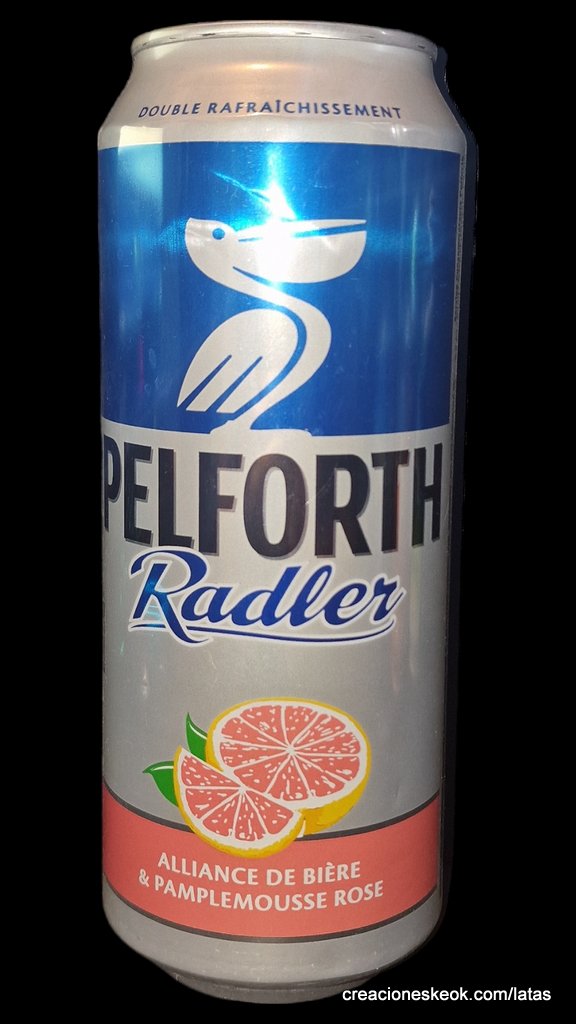 DOUBLE RAFRAÎCHISSEMENT
PELFORTH
Radler
ALLIANCE DE BIÈRE
& PAMPLEMOUSSE ROSE
creacioneskeok.com/latas